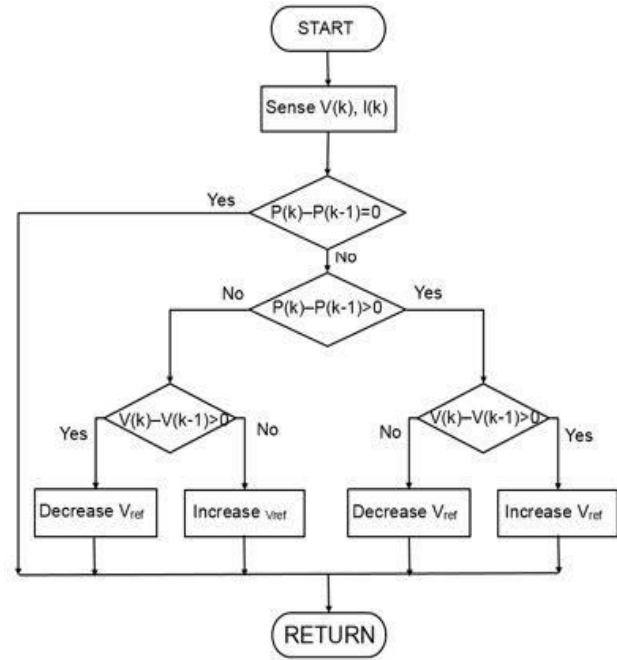 START
Sense V(k), I(k)
Yes
P(k)–P(k-1)=0
No
No
P(k)–P(k-1)>0
Yes
Yes
V(k)–V(k-1)>0
No
No
V(k)–V(k-1)>0
Yes
Decrease Vref
Increase Vref
Decrease Vref
Increase Vref
RETURN